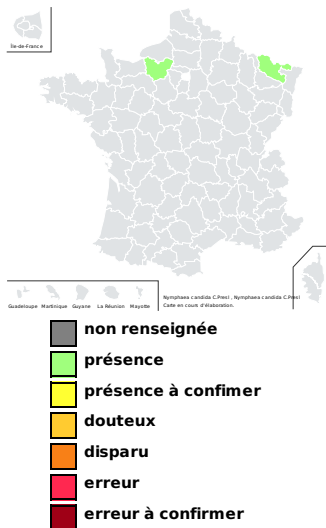 Île-de-France
Guadeloupe Martinique Guyane La Réunion Mayotte
Nymphaea candida C.Presl , Nymphaea candida C.Presl
Carte en cours d'élaboration.
non renseignée
présence
présence à confimer
douteux
disparu
erreur
erreur à confirmer